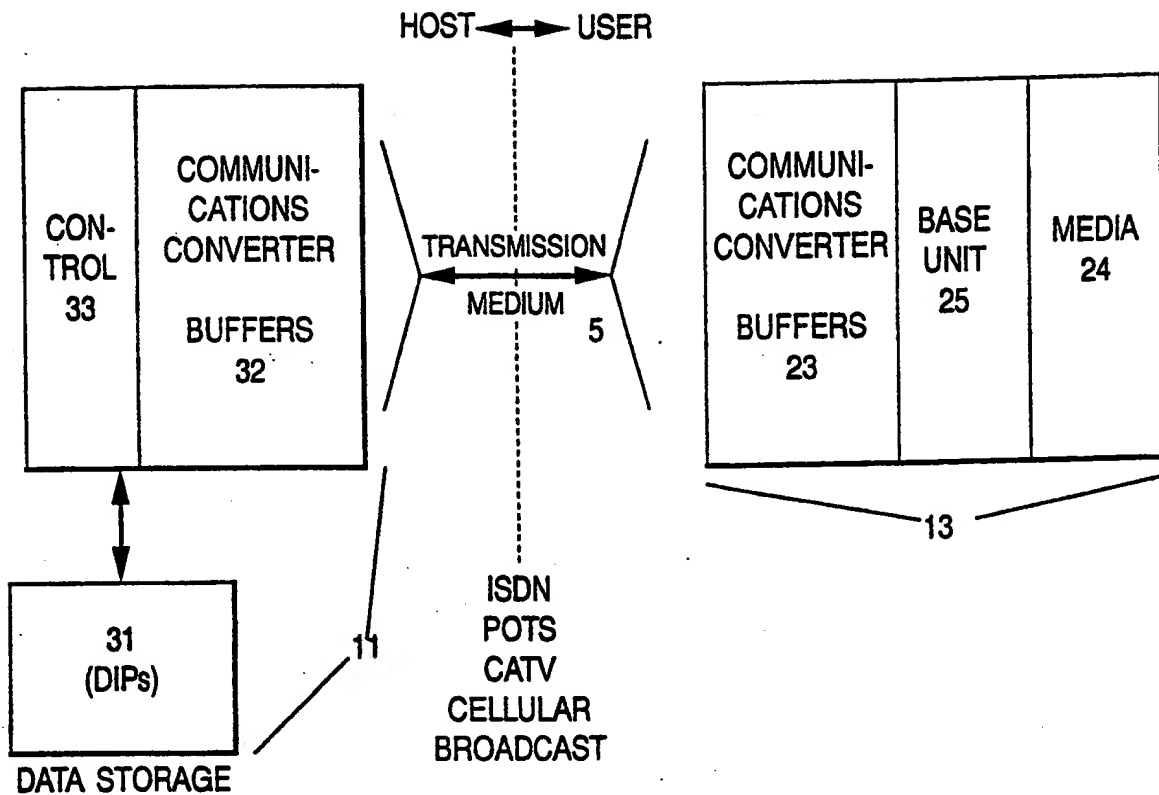 HOST USER
CON-
TROL
33
COMMUNI-
CATIONS
CONVERTER
BUFFERS
32
TRANSMISSION
MEDIUM
5
COMMUNI-
CATIONS
CONVERTER
BUFFERS
23
BASE
UNIT
25
MEDIA
24
13
31
(DIPs)
DATA STORAGE
11
ISDN
POTS
CATV
CELLULAR
BROADCAST